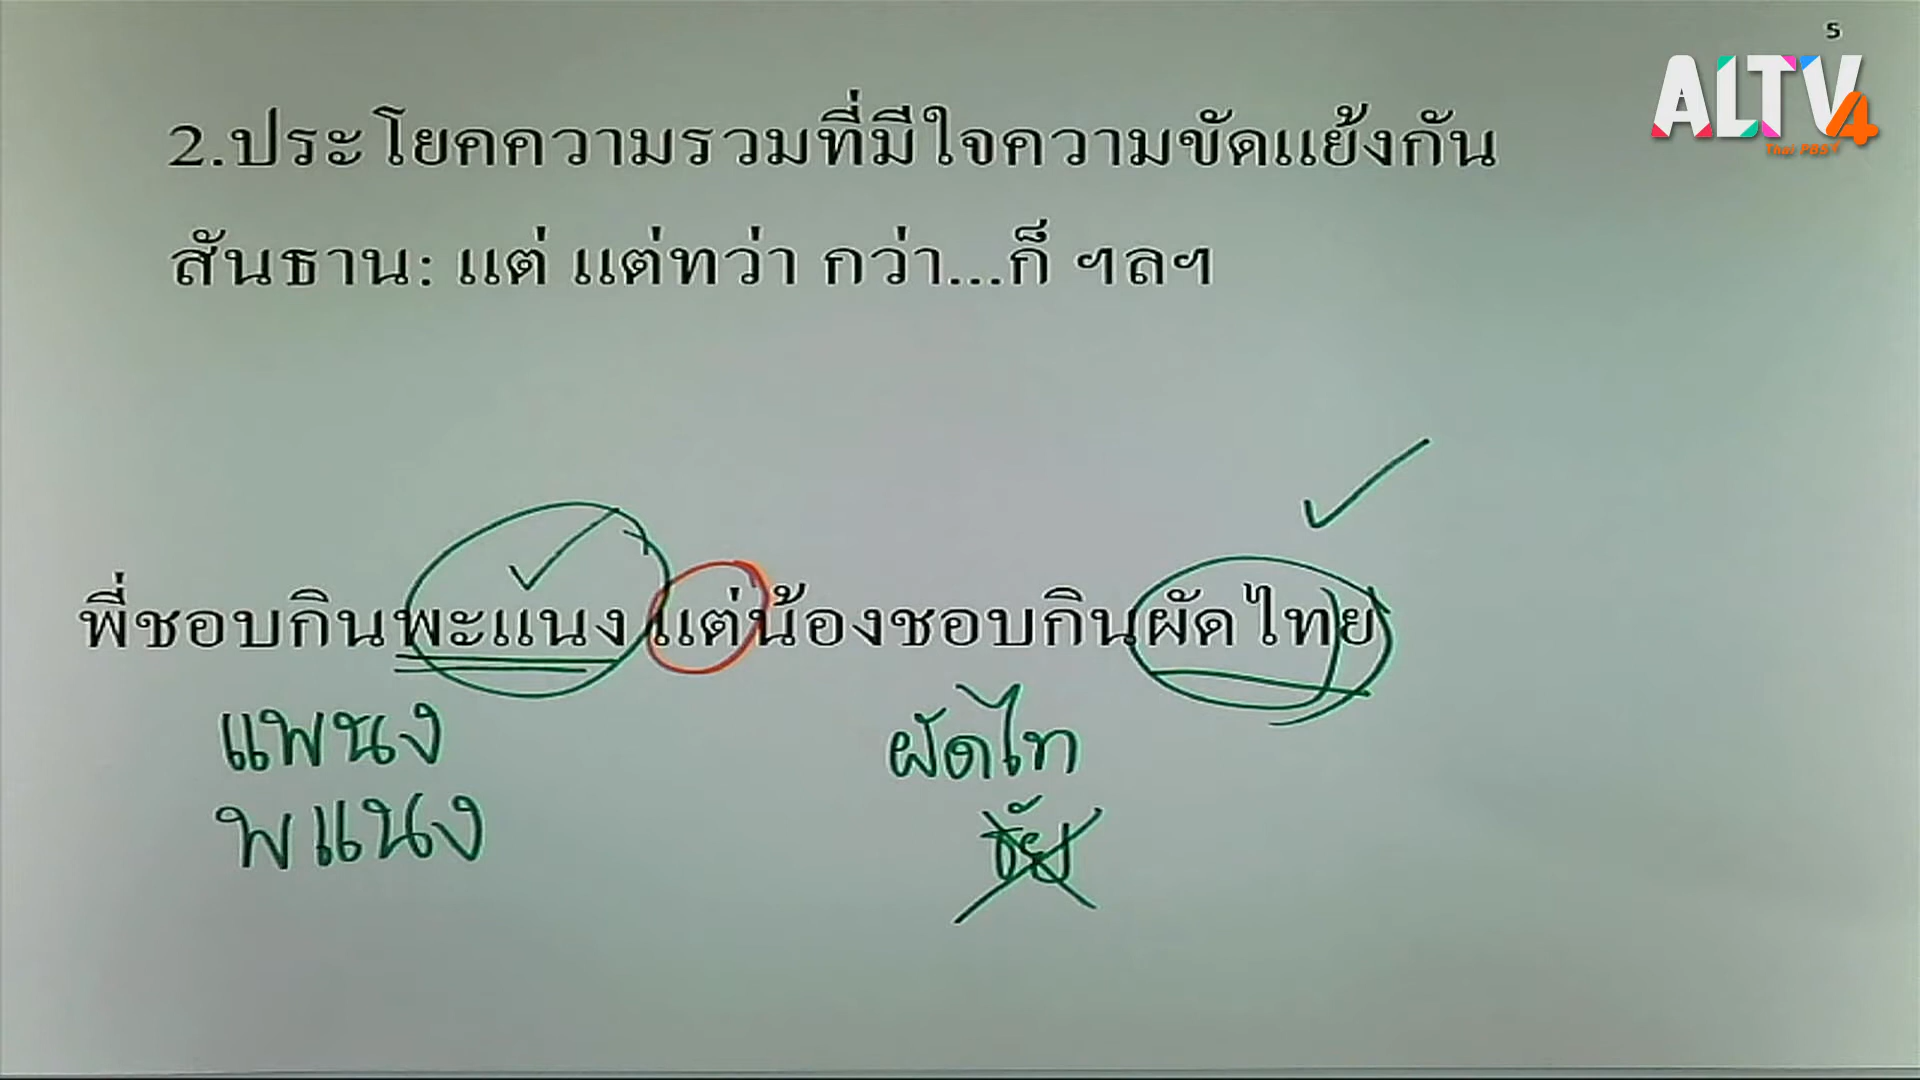 5
ALTV4
Thai PBS
2.ประโยคความรวมที่มีใจความขัดแย้งกัน
สันธาน: แต่ แต่ทว่า กว่า...ก็ ฯลฯ
พี่ชอบกินพะแนง แต่น้องชอบกินผัดไทย
แพนง ผัดไท
พแนง